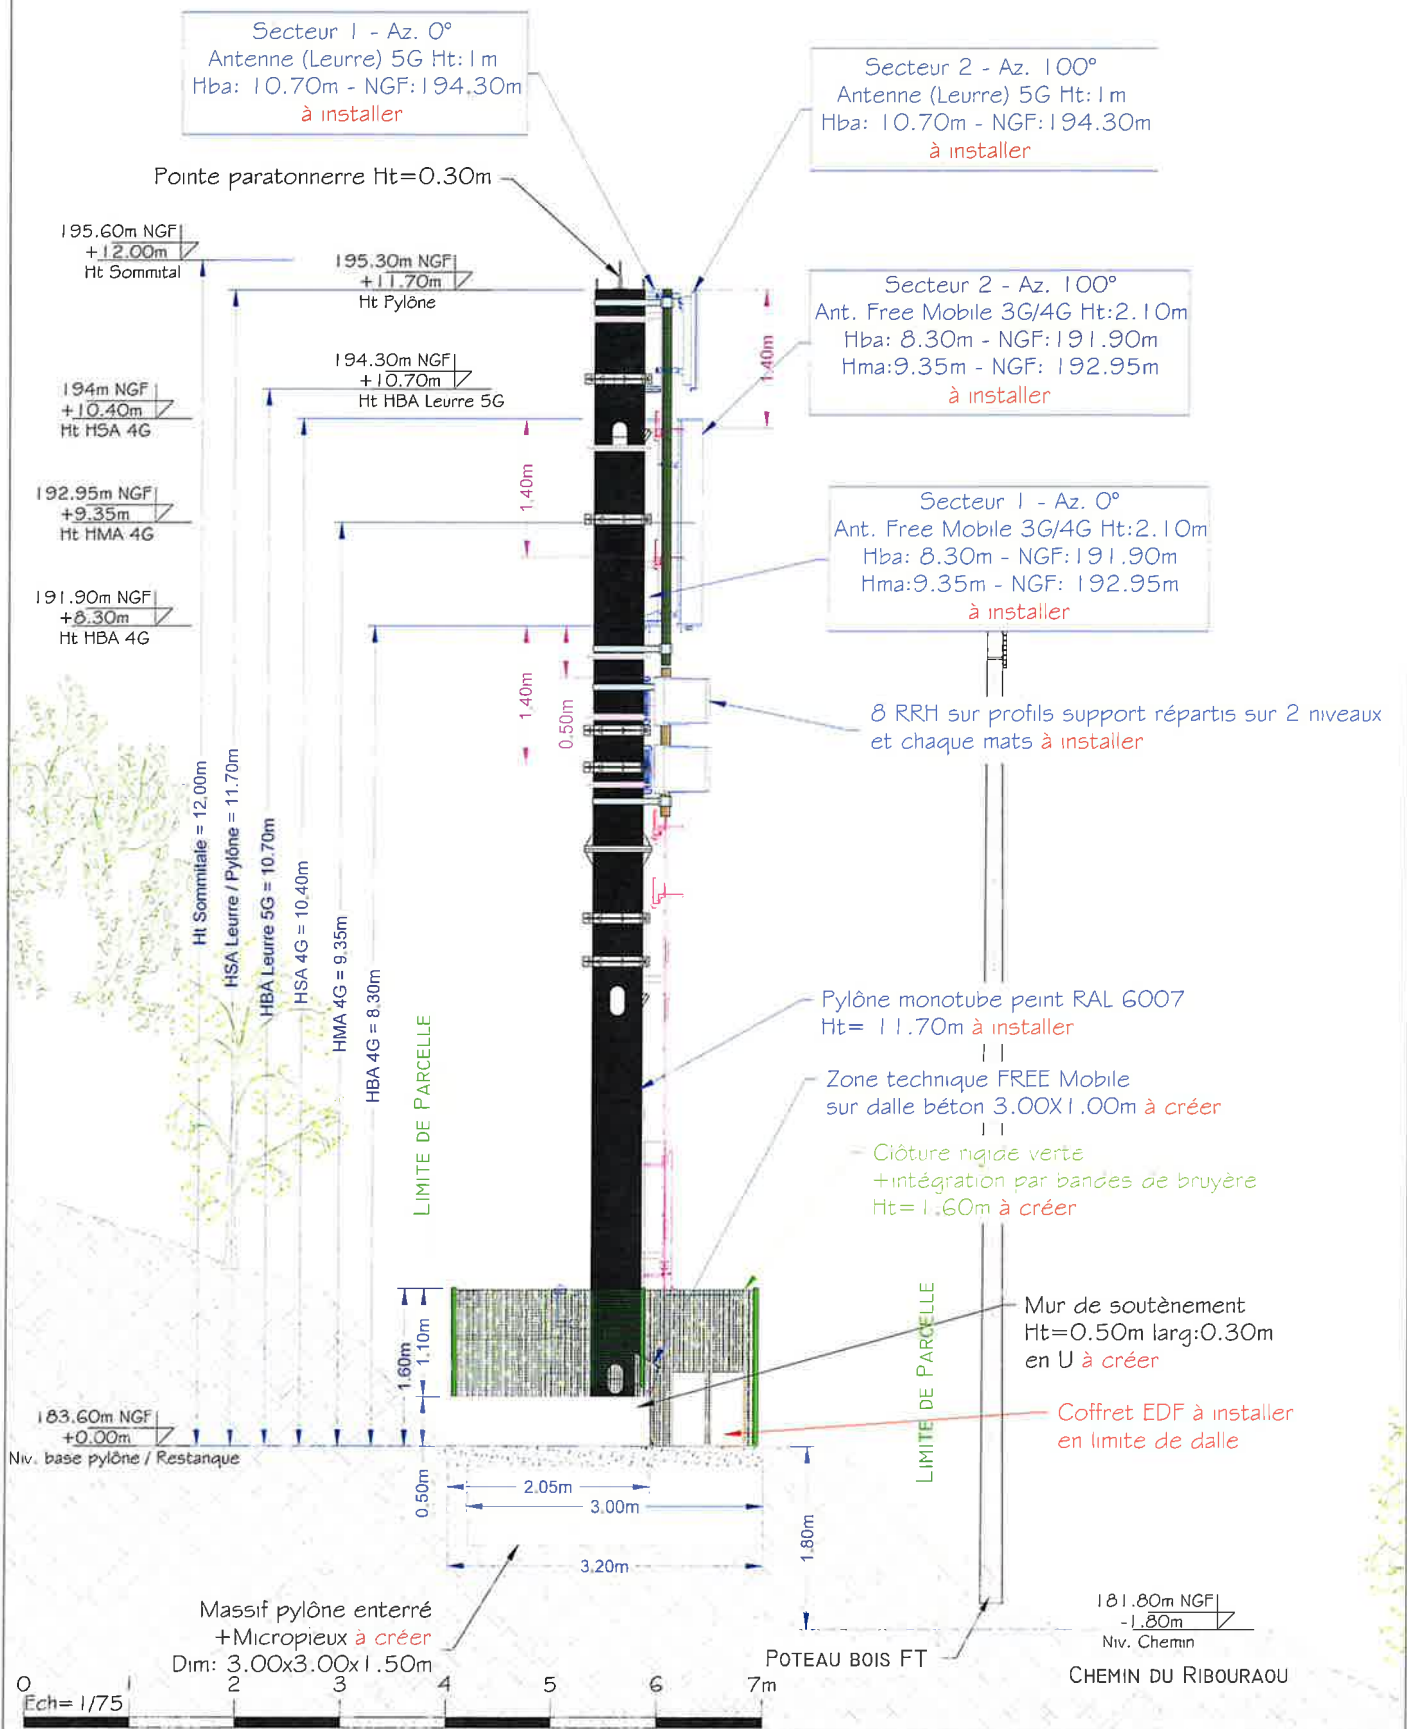 Secteur 1 - Az. 0°
Antenne (Leurre) 5G Ht:1m
Hba: 10.70m - NGF:194.30m
à installer
Secteur 2 - Az. 100°
Antenne (Leurre) 5G Ht:1m
Hba: 10.70m - NGF:194.30m
à installer
Pointe paratonnerre Ht=0.30m
195.60m NGF
+12.00m
Ht Sommital
195.30m NGF
+11.70m
Ht Pylône
Secteur 2 - Az. 100°
Ant. Free Mobile 3G/4G Ht:2.10m
Hba: 8.30m - NGF:191.90m
Hma:9.35m - NGF: 192.95m
à installer
1.40m
194.30m NGF
+10.70m
Ht HBA Leurre 5G
194m NGF
+10.40m
Ht HSA 4G
1.40m
192.95m NGF
+9.35m
Ht HMA 4G
Secteur 1 - Az. 0°
Ant. Free Mobile 3G/4G Ht:2.10m
Hba: 8.30m - NGF:191.90m
Hma:9.35m - NGF: 192.95m
à installer
191.90m NGF
+8.30m
Ht HBA 4G
1.40m
0.50m
8 RRH sur profils support répartis sur 2 niveaux
et chaque mats à installer
Ht Sommitale = 12.00m
HSA Leurre / Pylône = 11.70m
HBA Leurre 5G = 10.70m
HSA 4G = 10.40m
HMA 4G = 9.35m
HBA 4G = 8.30m
LIMITE DE PARCELLE
Pylône monotube peint RAL 6007
Ht= 11.70m à installer
Zone technique FREE Mobile
sur dalle béton 3.00X1.00m à créer
Clôture rigide verte
+intégration par bandes de bruyère
Ht=1.60m à créer
Mur de soutènement
Ht=0.50m larg:0.30m
en U à créer
LIMITE DE PARCELLE
Coffret EDF à installer
en limite de dalle
1.60m
1.10m
0.50m
183.60m NGF
+0.00m
Niv. base pylône / Restanque
2.05m
3.00m
3.20m
1.80m
Massif pylône enterré
+Micropieux à créer
Dim: 3.00x3.00x1.50m
POTEAU BOIS FT
181.80m NGF
-1.80m
Niv. Chemin
CHEMIN DU RIBOURAOU
0 1 2 3 4 5 6 7m
Ech= 1/75